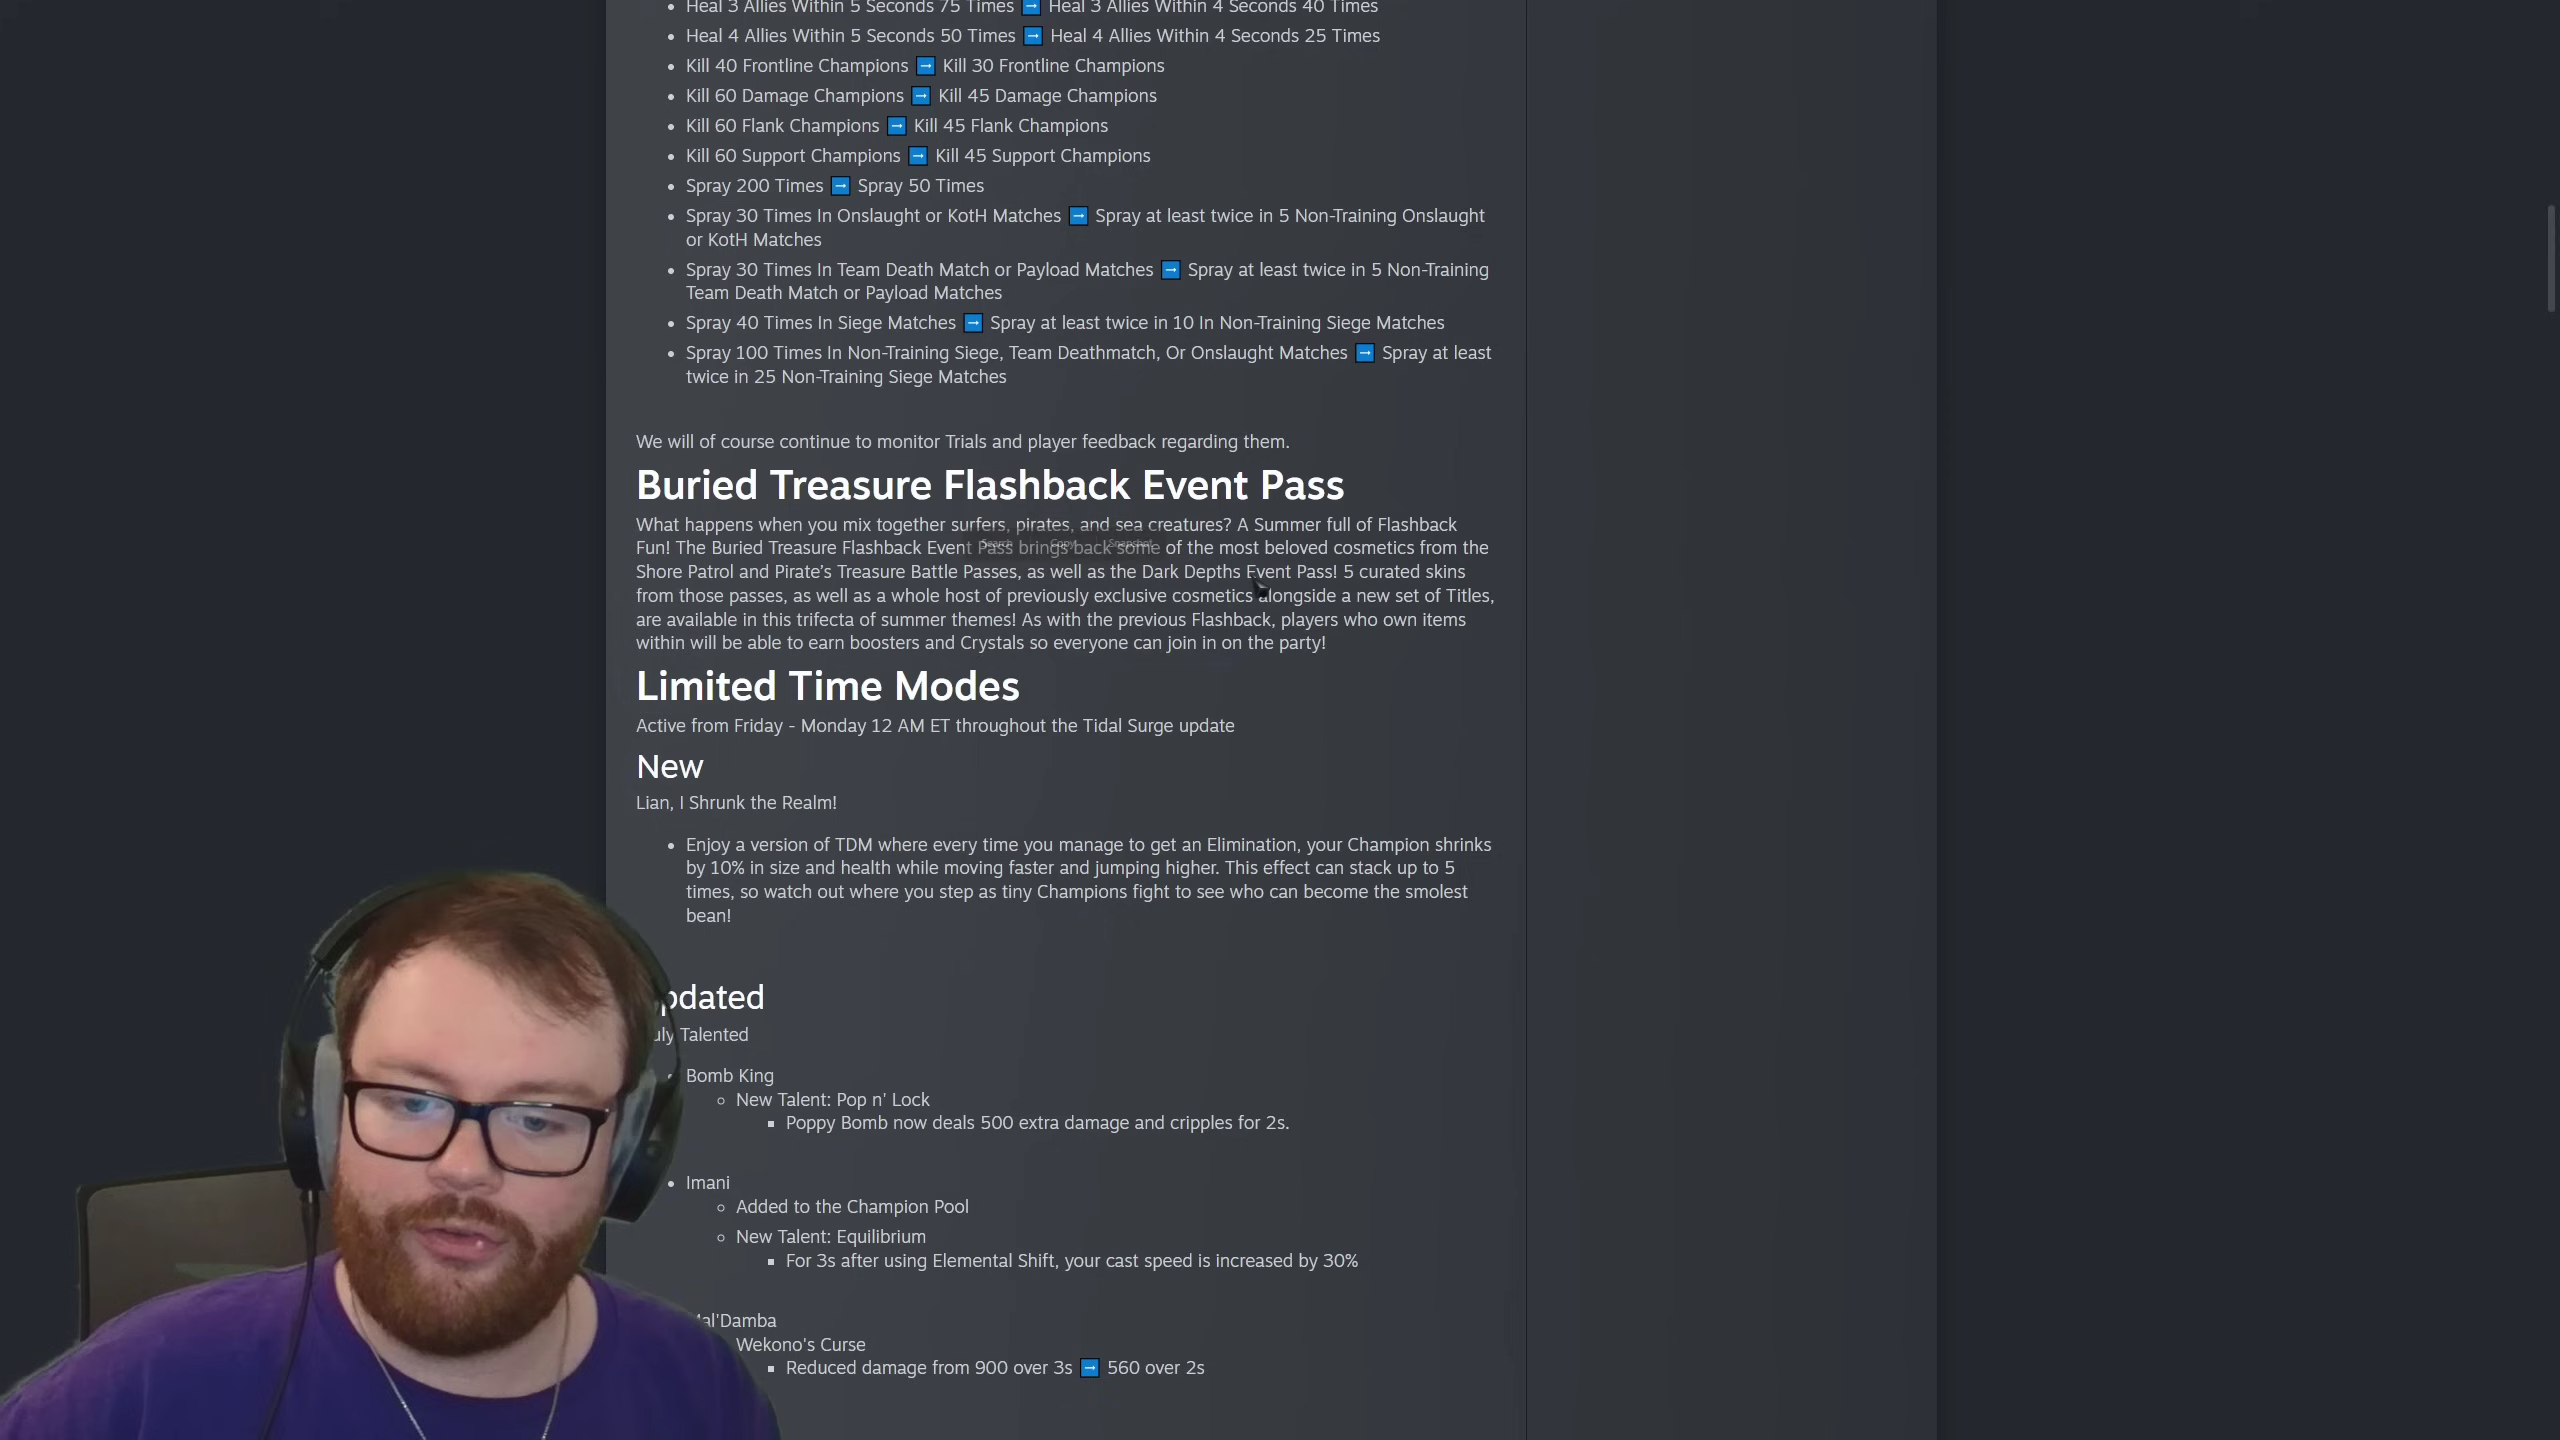 Heal 3 Allies Within 5 Seconds 75 Times ➡ Heal 3 Allies Within 4 Seconds 40 Times
Heal 4 Allies Within 5 Seconds 50 Times ➡ Heal 4 Allies Within 4 Seconds 25 Times
Kill 40 Frontline Champions ➡ Kill 30 Frontline Champions
Kill 60 Damage Champions ➡ Kill 45 Damage Champions
Kill 60 Flank Champions ➡ Kill 45 Flank Champions
Kill 60 Support Champions ➡ Kill 45 Support Champions
Spray 200 Times ➡ Spray 50 Times
Spray 30 Times In Onslaught or KotH Matches ➡ Spray at least twice in 5 Non-Training Onslaught
or KotH Matches
Spray 30 Times In Team Death Match or Payload Matches ➡ Spray at least twice in 5 Non-Training
Team Death Match or Payload Matches
Spray 40 Times In Siege Matches ➡ Spray at least twice in 10 In Non-Training Siege Matches
Spray 100 Times In Non-Training Siege, Team Deathmatch, Or Onslaught Matches ➡ Spray at least
twice in 25 Non-Training Siege Matches
We will of course continue to monitor Trials and player feedback regarding them.
Buried Treasure Flashback Event Pass
What happens when you mix together surfers, pirates, and sea creatures? A Summer full of Flashback
Search Copy Snapshot
Fun! The Buried Treasure Flashback Event Pass brings back some of the most beloved cosmetics from the
Shore Patrol and Pirate's Treasure Battle Passes, as well as the Dark Depths Event Pass! 5 curated skins
from those passes, as well as a whole host of previously exclusive cosmetics alongside a new set of Titles,
are available in this trifecta of summer themes! As with the previous Flashback, players who own items
within will be able to earn boosters and Crystals so everyone can join in on the party!
Limited Time Modes
Active from Friday - Monday 12 AM ET throughout the Tidal Surge update
New
Lian, I Shrunk the Realm!
Enjoy a version of TDM where every time you manage to get an Elimination, your Champion shrinks
by 10% in size and health while moving faster and jumping higher. This effect can stack up to 5
times, so watch out where you step as tiny Champions fight to see who can become the smolest
bean!
pdated
uly Talented
Bomb King
New Talent: Pop n' Lock
Poppy Bomb now deals 500 extra damage and cripples for 2s.
Imani
Added to the Champion Pool
New Talent: Equilibrium
For 3s after using Elemental Shift, your cast speed is increased by 30%
Mal'Damba
Wekono's Curse
Reduced damage from 900 over 3s ➡ 560 over 2s